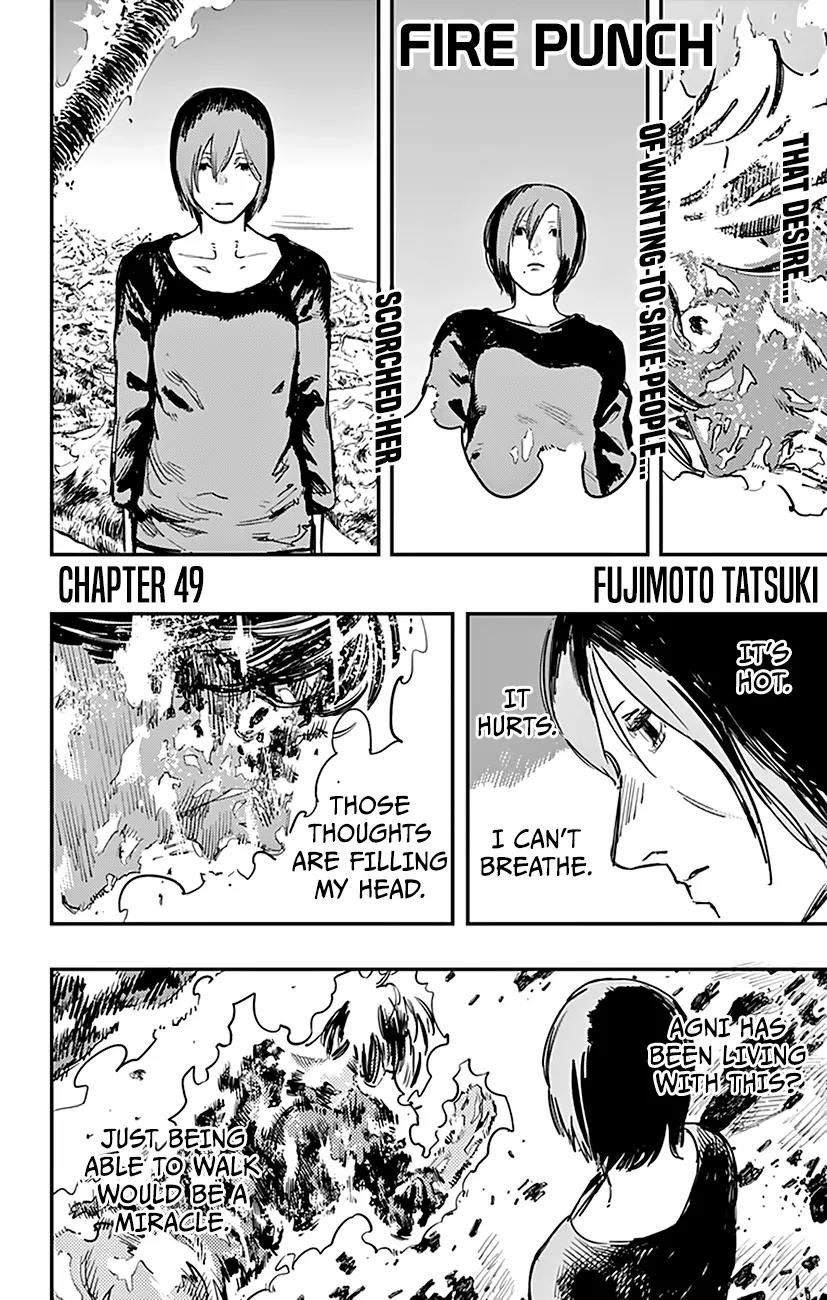 FIRE PUNCH
THAT DESIRE...
OF WANTING TO SAVE PEOPLE...
SCORCHED HER.
CHAPTER 49
FUJIMOTO TATSUKI
IT'S
HOT.
IT
HURTS.
I CAN'T
BREATHE.
THOSE
THOUGHTS
ARE FILLING
MY HEAD.
AGNI HAS
BEEN LIVING
WITH THIS?
JUST BEING
ABLE TO WALK
WOULD BE A
MIRACLE.